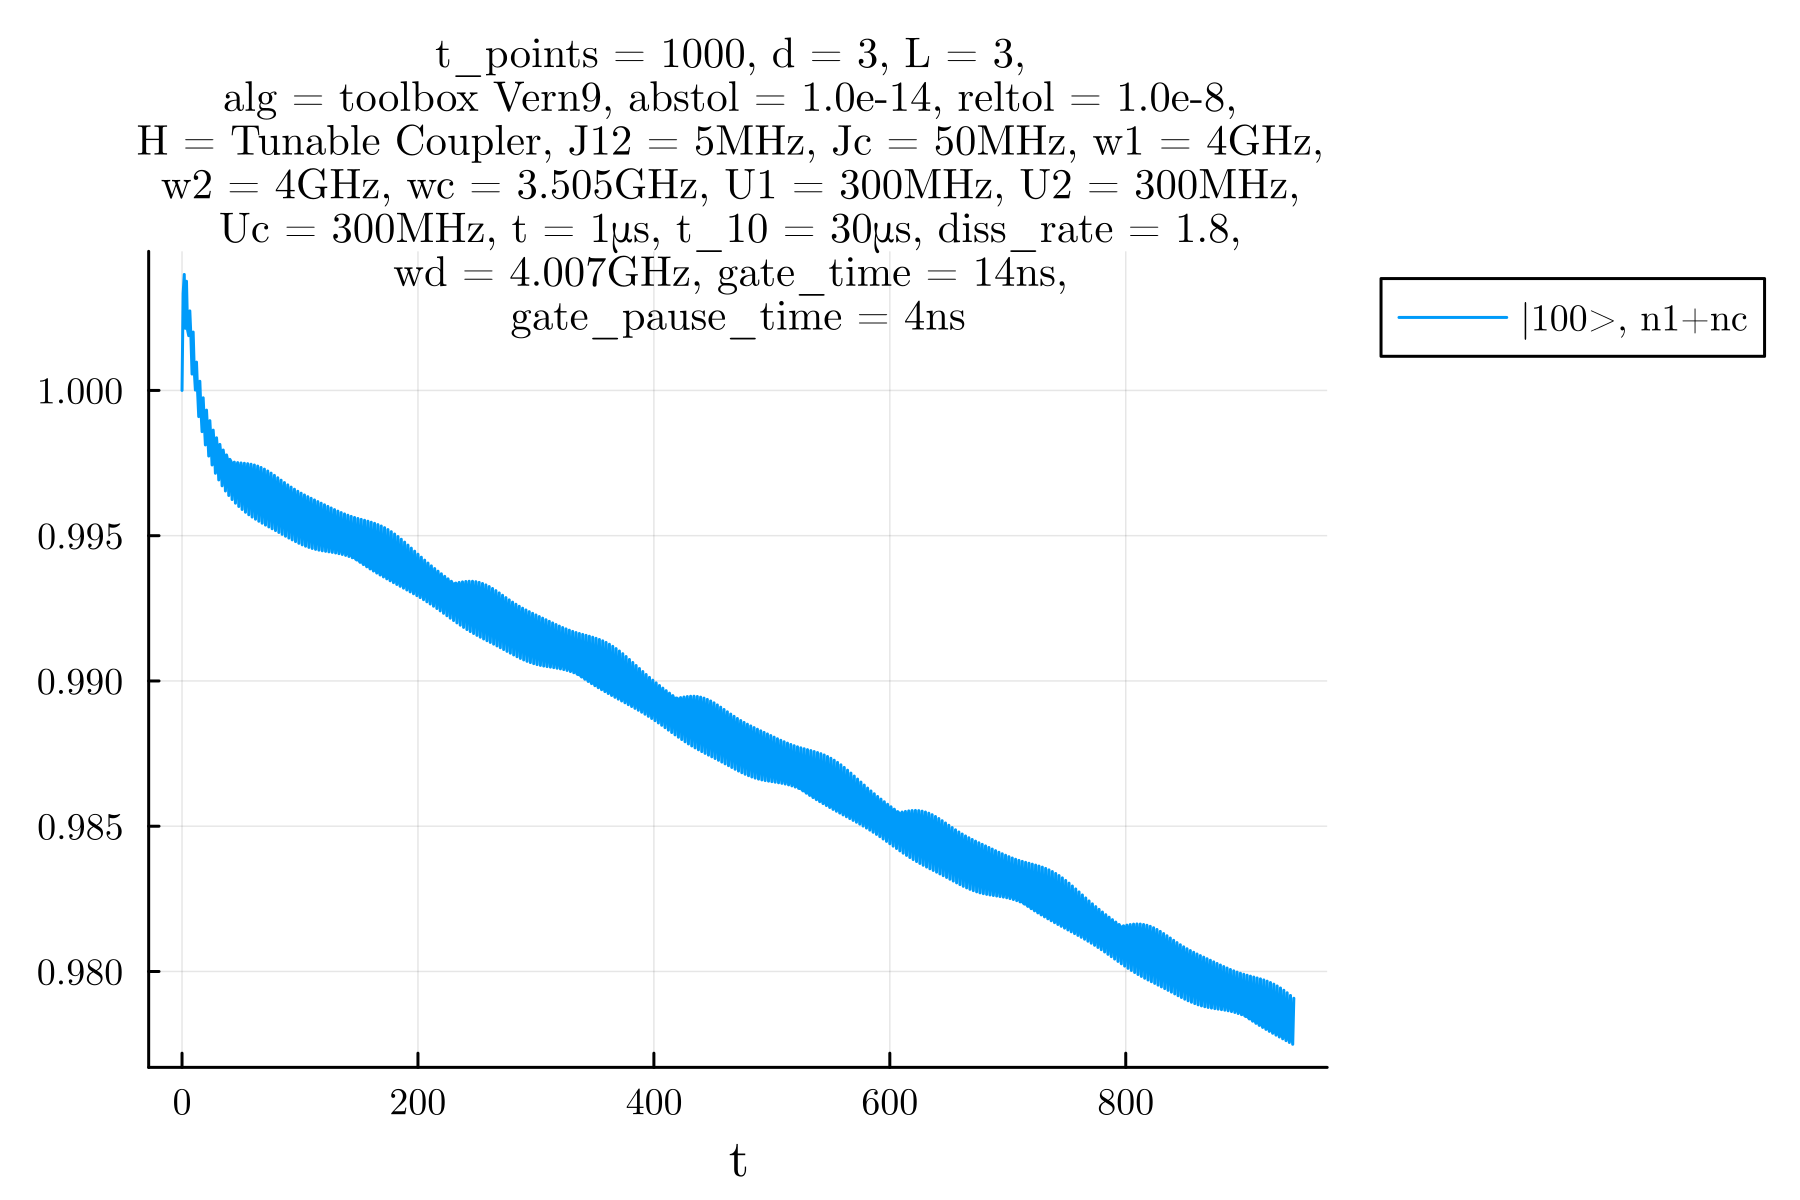 t_points = 1000, d = 3, L = 3,
alg = toolbox Vern9, abstol = 1.0e-14, reltol = 1.0e-8,
H = Tunable Coupler, J12 = 5MHz, Jc = 50MHz, w1 = 4GHz,
w2 = 4GHz, wc = 3.505GHz, U1 = 300MHz, U2 = 300MHz,
Uc = 300MHz, t = 1µs, t_10 = 30µs, diss_rate = 1.8,
wd = 4.007GHz, gate_time = 14ns,
gate_pause_time = 4ns
|100>, n1+nc
1.000
0.995
0.990
0.985
0.980
0 200 400 600 800
t